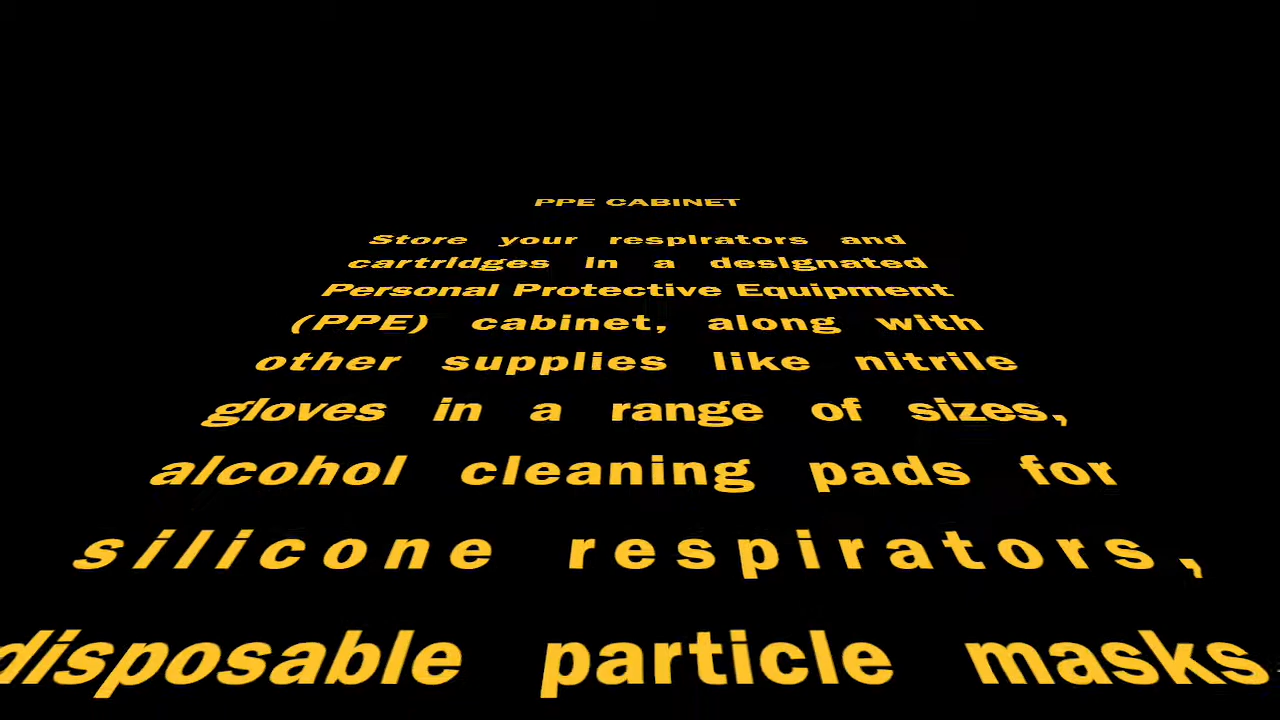 PPE CABINET
Store your respirators and
cartridges in a designated
Personal Protective Equipment
(PPE) cabinet, along with
other supplies like nitrile
gloves in a range of sizes,
alcohol cleaning pads for
silicone respirators,
disposable particle masks